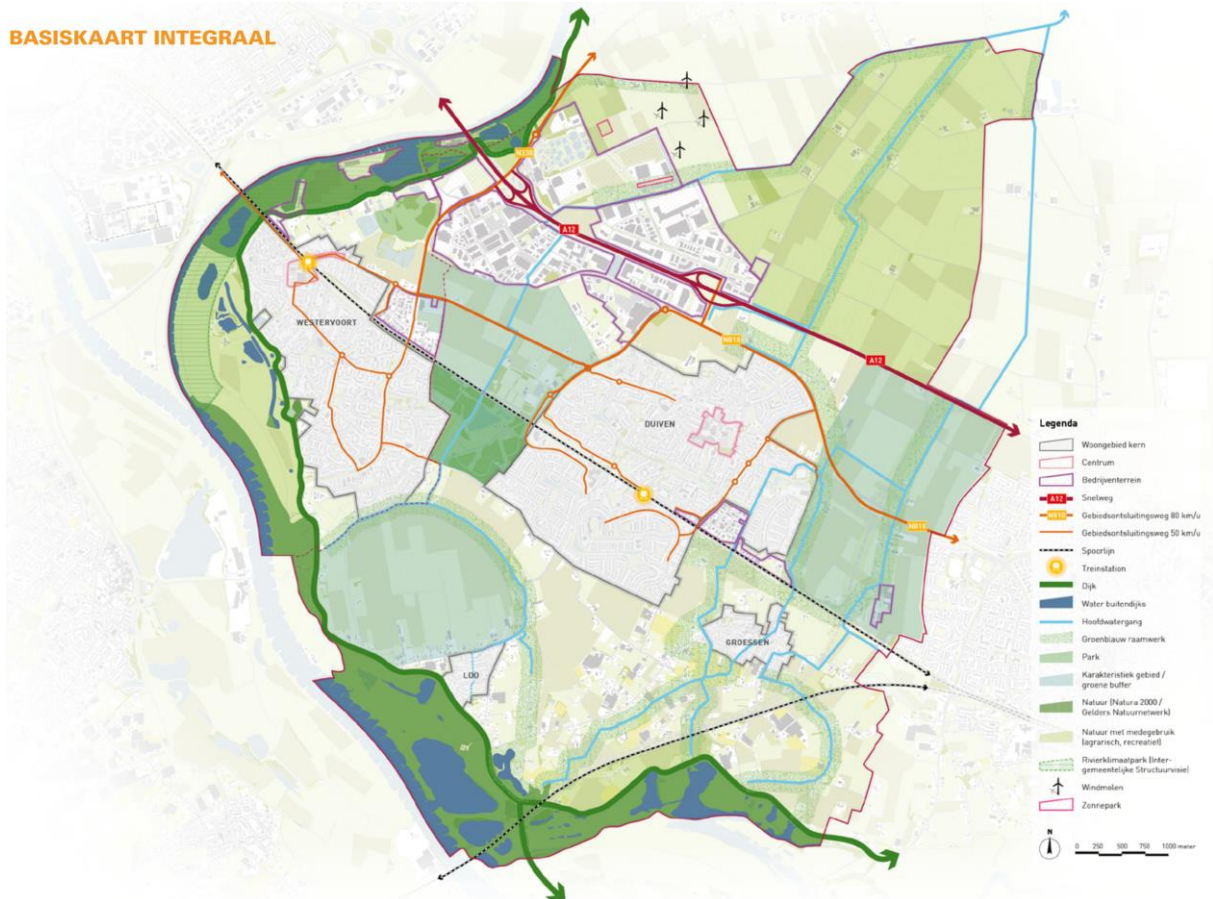 BASISKAART INTEGRAAL
A12
WESTERVOORT
N810
DUIVEN
A12
N810
GROESSEN
LOO
Legenda
Woongebied kern
Centrum
Bedrijventerrein
A12 Snelweg
N810 Gebiedsontsluitingsweg 80 km/u
Gebiedsontsluitingsweg 50 km/u
Spoorlijn
Treinstation
Dijk
Water buitendijks
Hoofdwatergang
Groenblauw raamwerk
Park
Karakteristiek gebied /
groene buffer
Natuur (Natura 2000 /
Gelders Natuurnetwerk)
Natuur met medegebruik
(agrarisch, recreatief)
Rivierklimaatpark (Inter-
gemeentelijke Structuurvisie)
Windmolen
Zonnepark
N
0 250 500 750 1000 meter